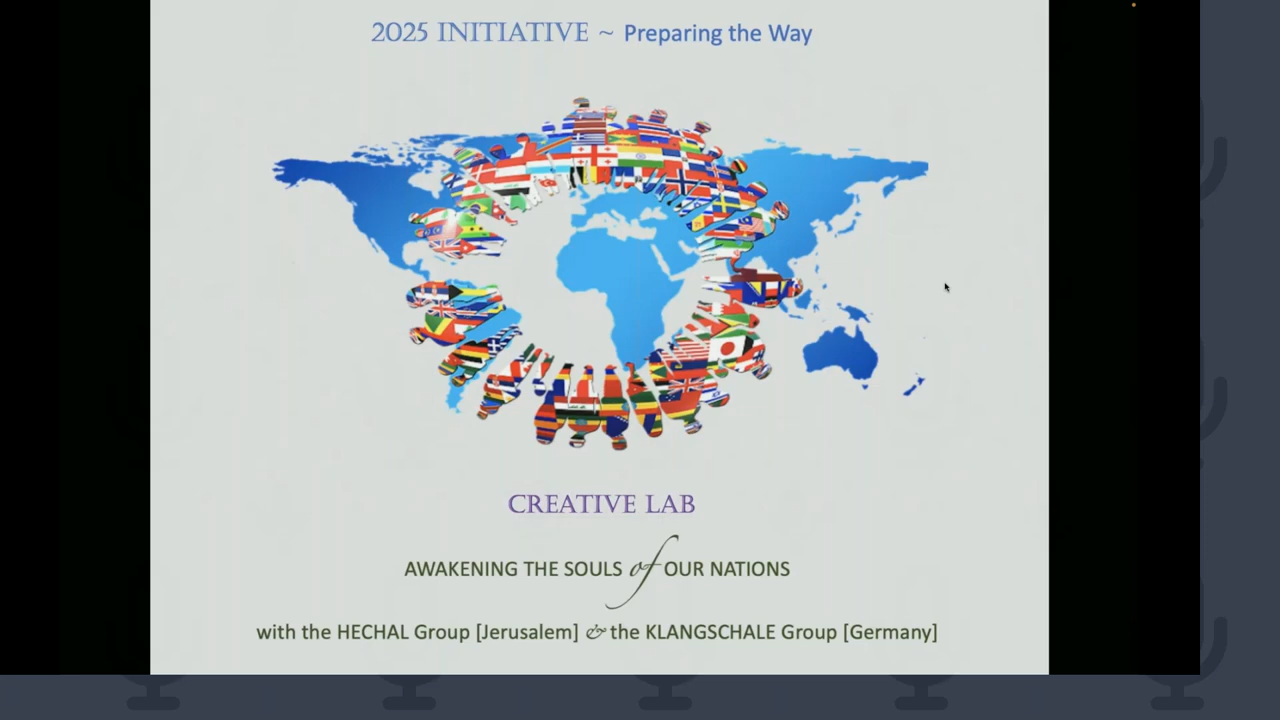 2025 INITIATIVE ~ Preparing the Way
CREATIVE LAB
AWAKENING THE SOULS of OUR NATIONS
with the HECHAL Group [Jerusalem] & the KLANGSCHALE Group [Germany]